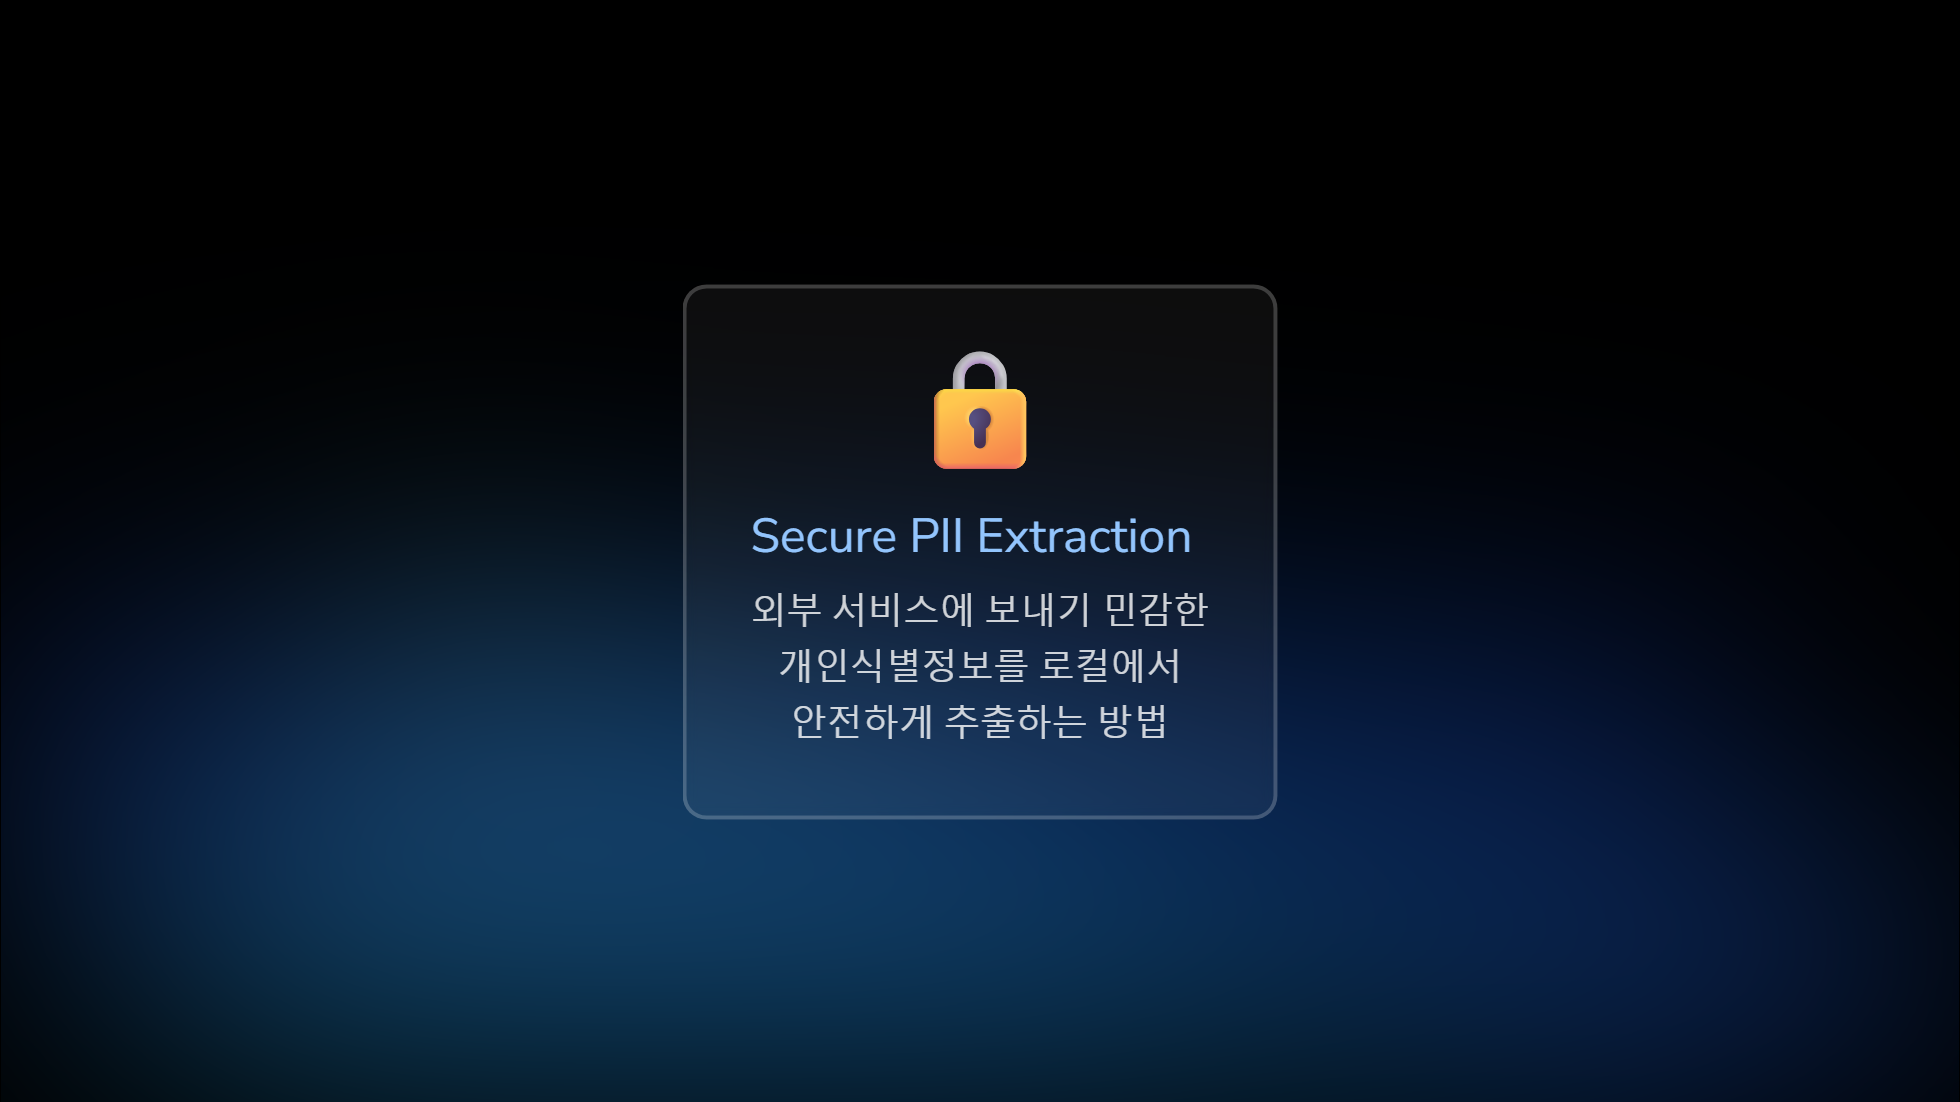 Secure PII Extraction
외부 서비스에 보내기 민감한
개인식별정보를 로컬에서
안전하게 추출하는 방법